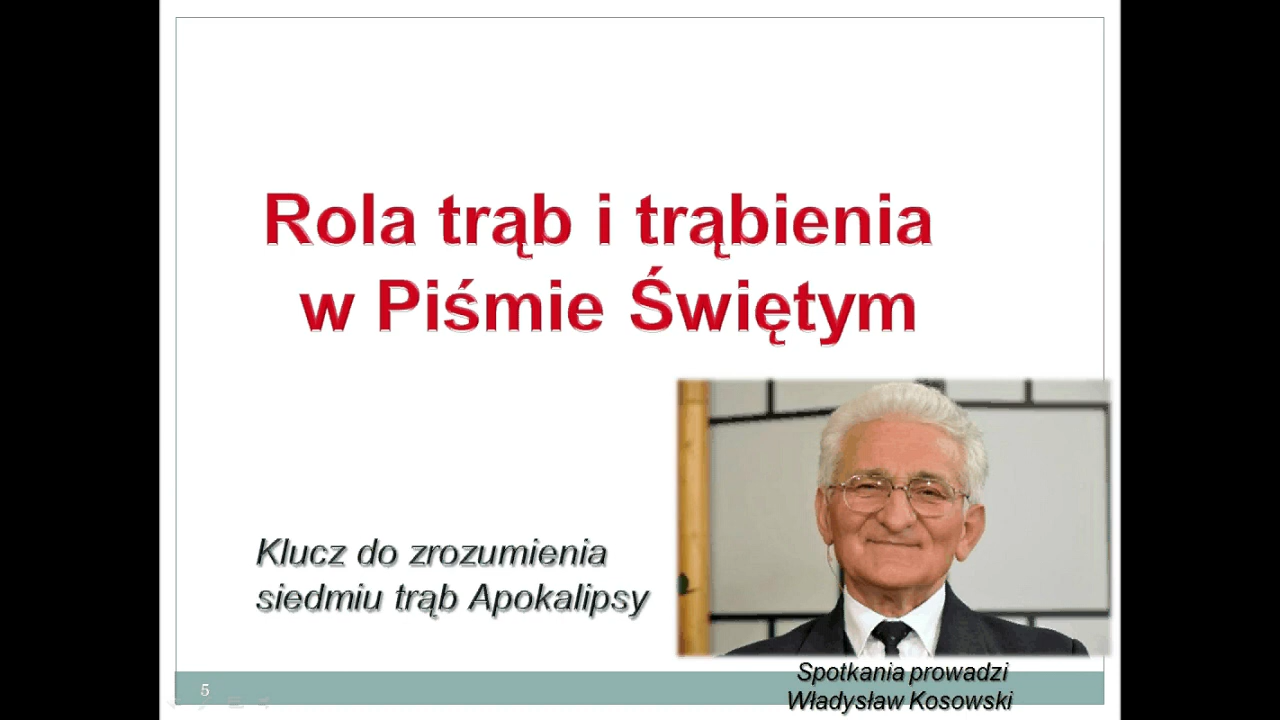 Rola trąb i trąbienia
w Piśmie Świętym
Klucz do zrozumienia
siedmiu trąb Apokalipsy
Spotkania prowadzi
Władysław Kosowski
5